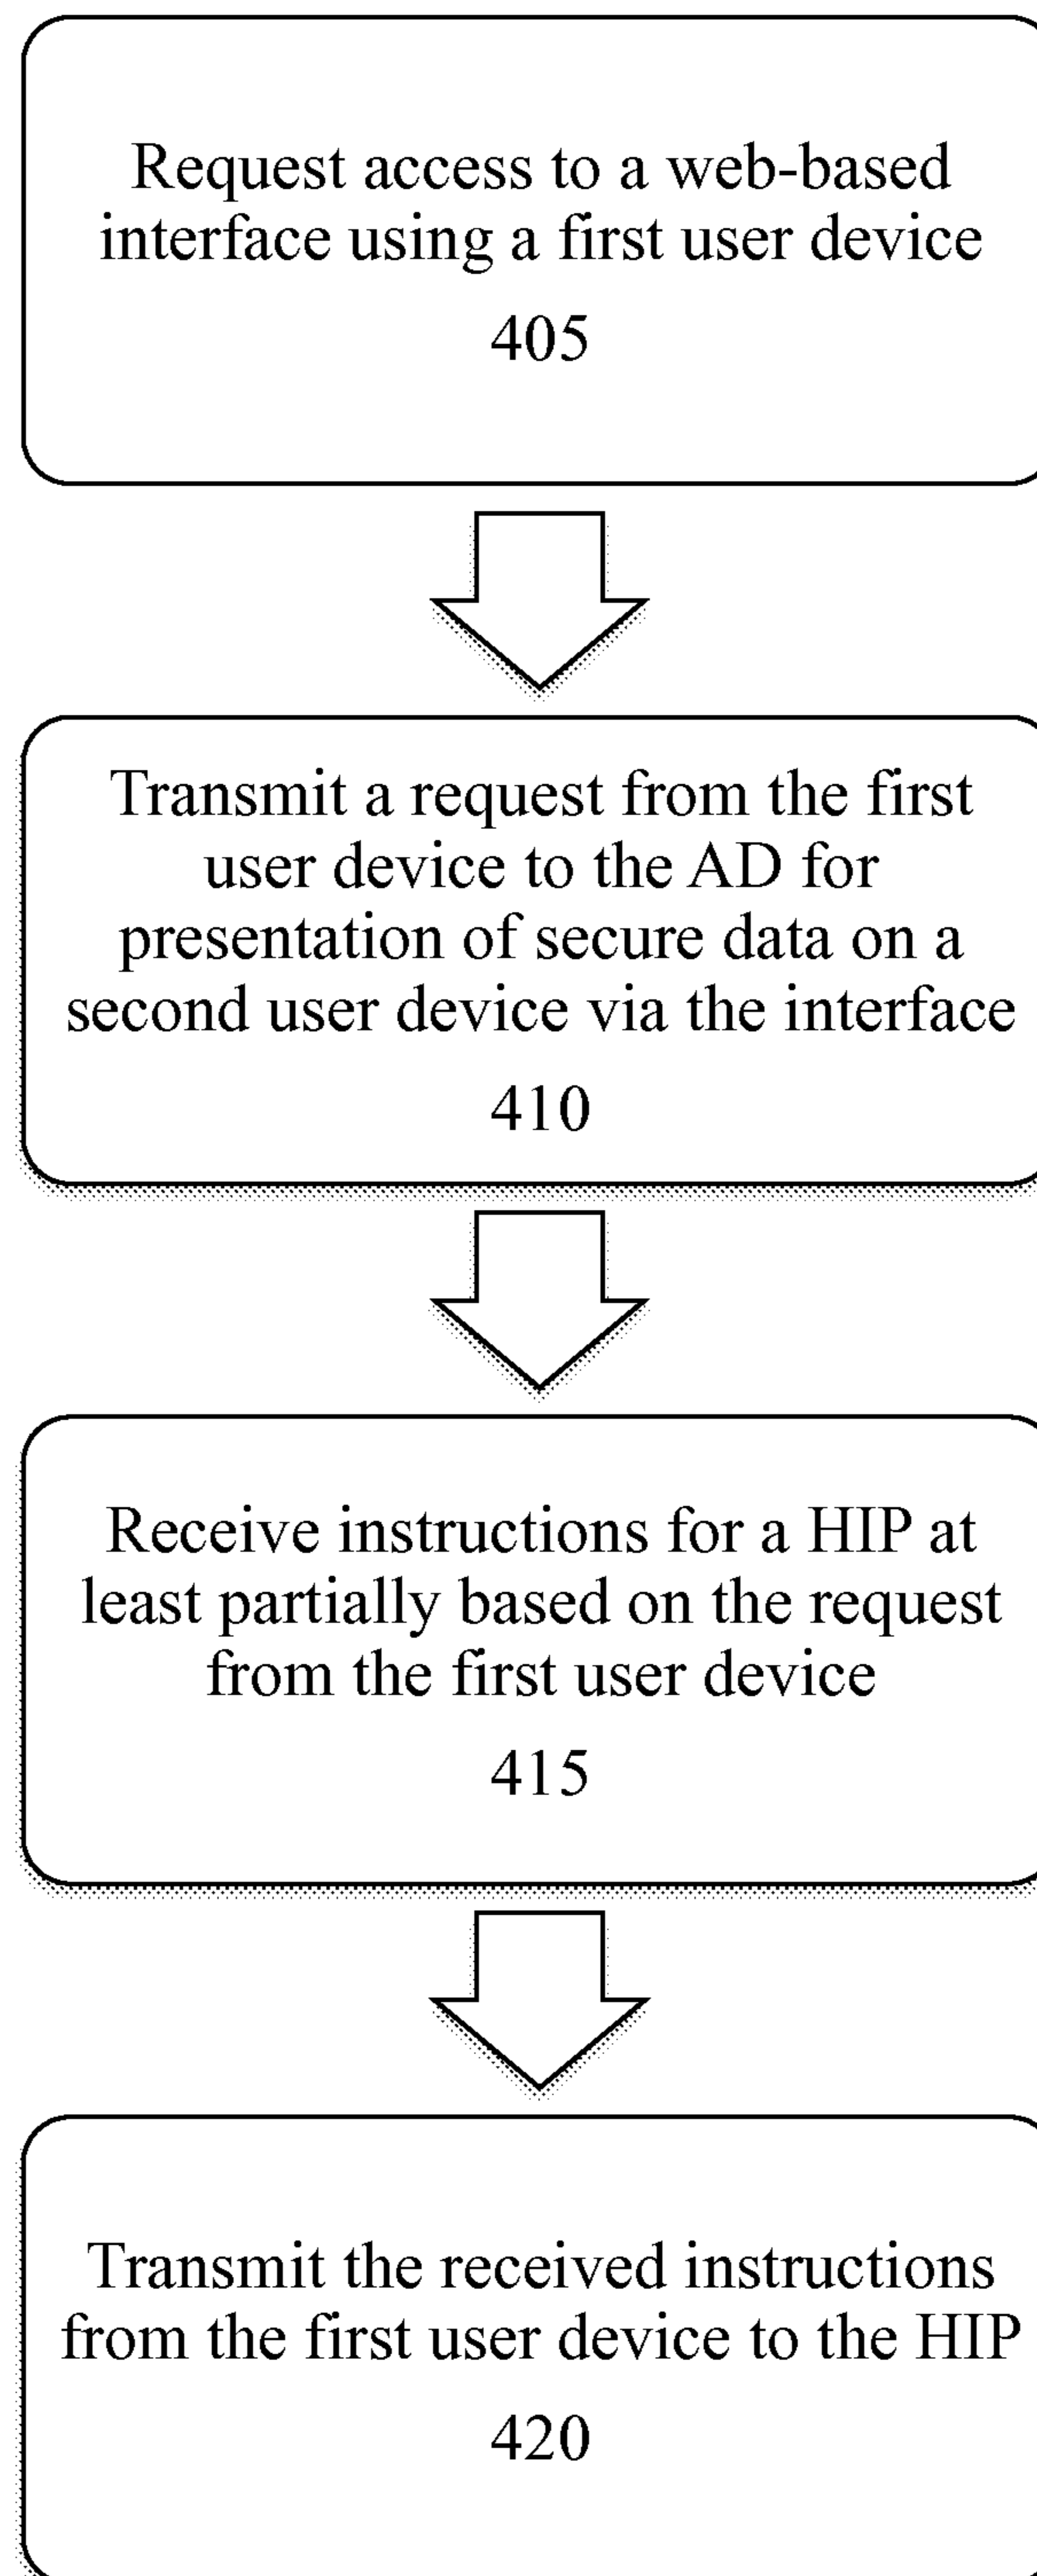 Request access to a web-based
interface using a first user device
405
Transmit a request from the first
user device to the AD for
presentation of secure data on a
second user device via the interface
410
Receive instructions for a HIP at
least partially based on the request
from the first user device
415
Transmit the received instructions
from the first user device to the HIP
420